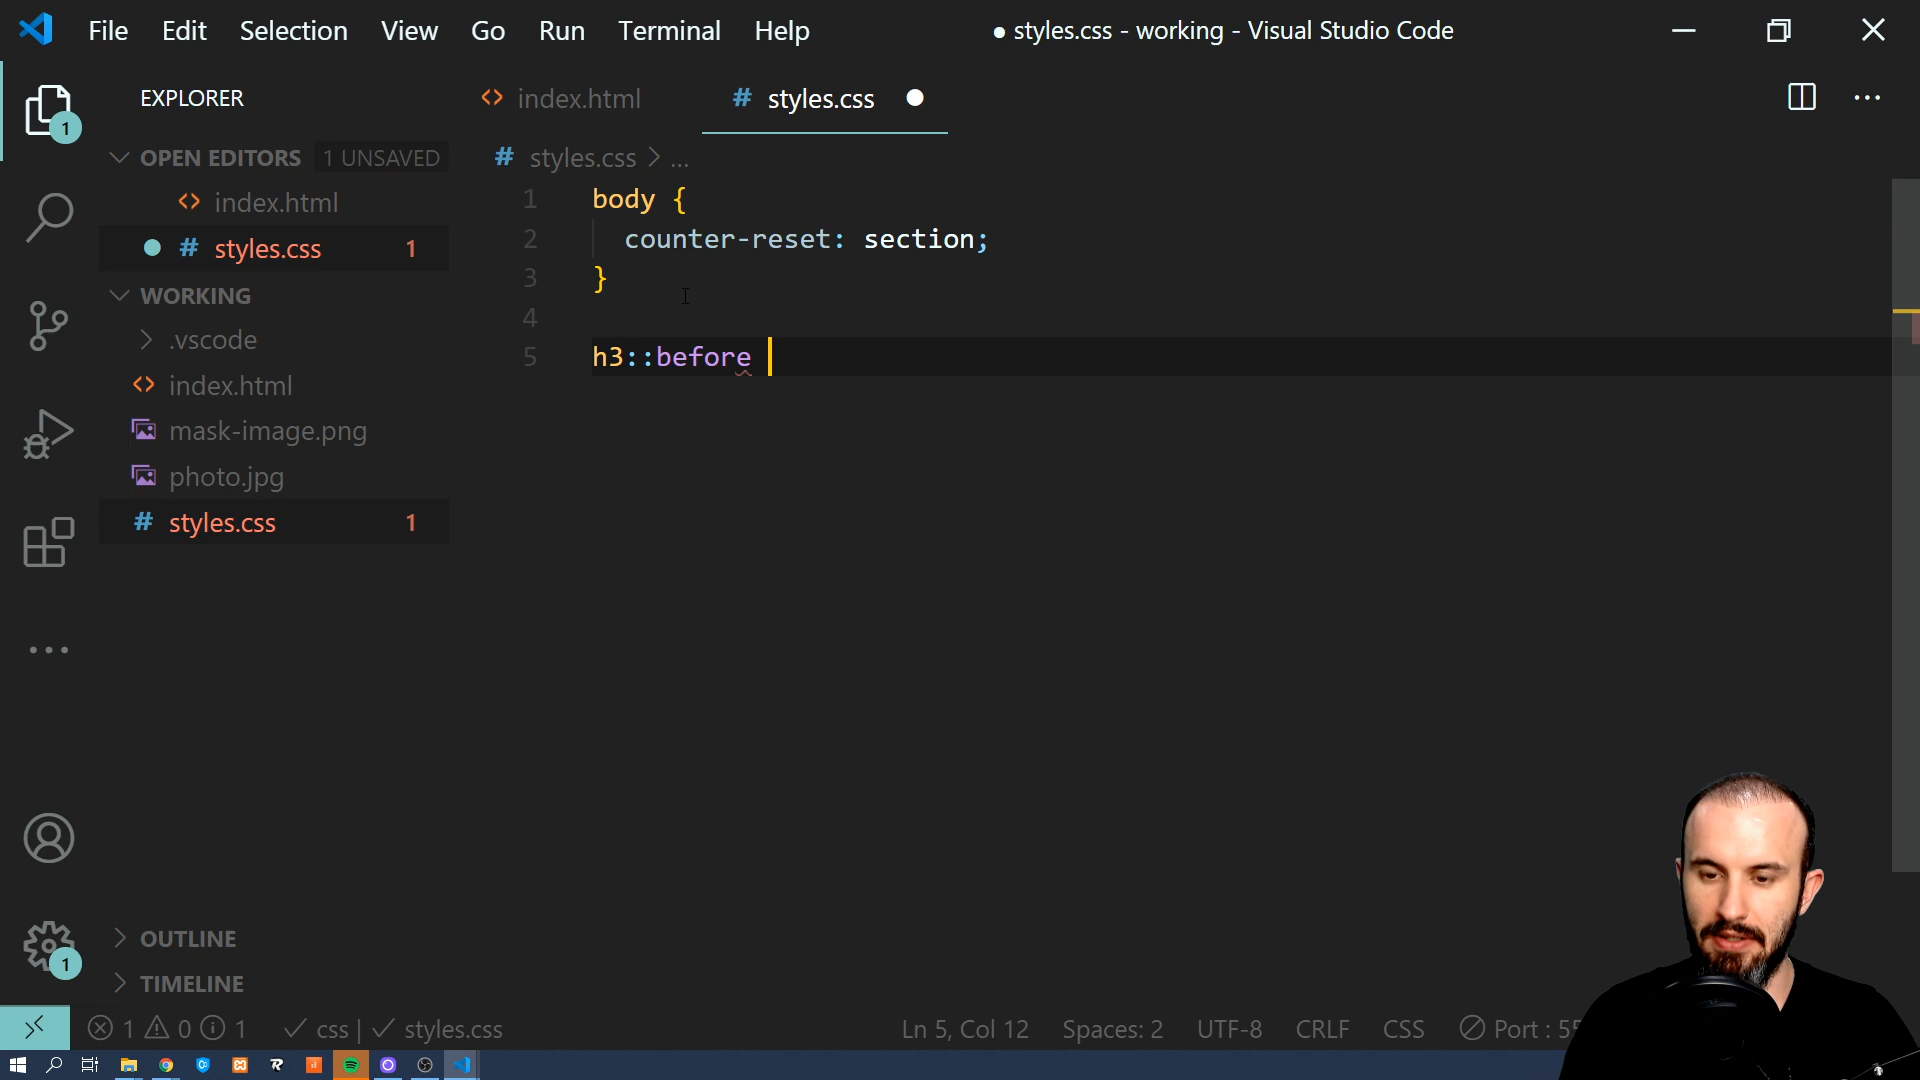 File Edit Selection View Go Run Terminal Help
● styles.css - working - Visual Studio Code
EXPLORER
OPEN EDITORS 1 UNSAVED
<> index.html
# styles.css 1
WORKING
.vscode
<> index.html
mask-image.png
photo.jpg
# styles.css 1
OUTLINE
TIMELINE
1
1
<> index.html # styles.css
# styles.css > ...
1 body {
2 counter-reset: section;
3 }
4
5 h3::before
1 0 1 css | styles.css
Ln 5, Col 12 Spaces: 2 UTF-8 CRLF CSS Port : 55